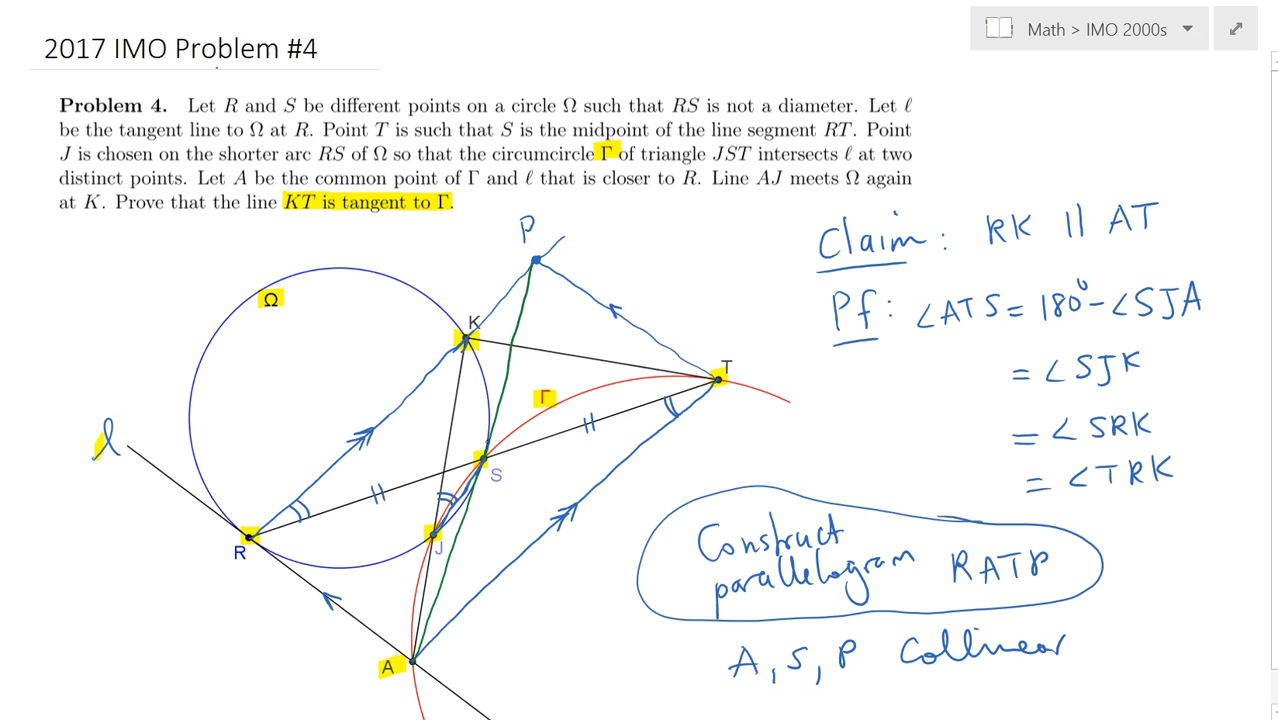 2017 IMO Problem #4
Math > IMO 2000s
Problem 4. Let R and S be different points on a circle Ω such that RS is not a diameter. Let ℓ
be the tangent line to Ω at R. Point T is such that S is the midpoint of the line segment RT. Point
J is chosen on the shorter arc RS of Ω so that the circumcircle Γ of triangle JST intersects ℓ at two
distinct points. Let A be the common point of Γ and ℓ that is closer to R. Line AJ meets Ω again
at K. Prove that the line KT is tangent to Γ.
Claim: RK || AT
Pf: ∠ATS = 180° - ∠SJA
= ∠SJK
= ∠SRK
= ∠TRK
Construct
parallelogram RATP
A, S, P Collinear
P
Ω
K
T
Γ
ℓ
S
R
J
A